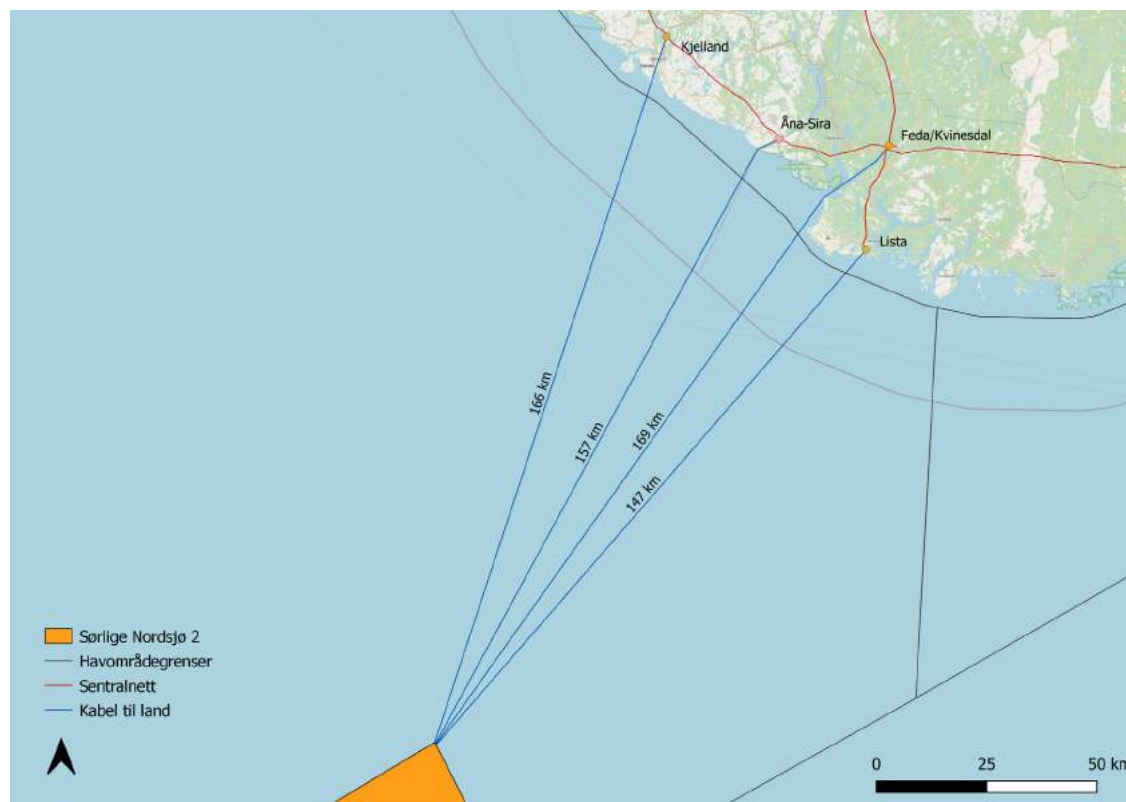 Kjelland
Åna-Sira
Feda/Kvinesdal
Lista
166 km
157 km
169 km
147 km
Sørlige Nordsjø 2
Havområdegrenser
Sentralnett
Kabel til land
0 25 50 km